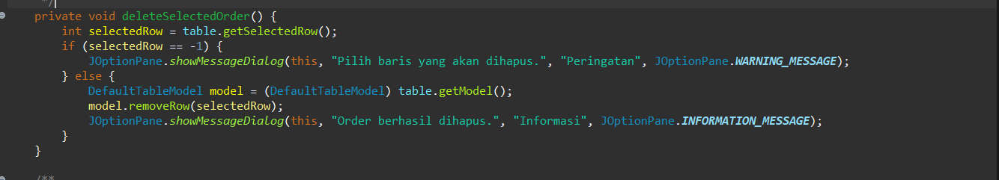 */
private void deleteSelectedOrder() {
int selectedRow = table.getSelectedRow();
if (selectedRow == -1) {
JOptionPane.showMessageDialog(this, "Pilih baris yang akan dihapus.", "Peringatan", JOptionPane.WARNING_MESSAGE);
} else {
DefaultTableModel model = (DefaultTableModel) table.getModel();
model.removeRow(selectedRow);
JOptionPane.showMessageDialog(this, "Order berhasil dihapus.", "Informasi", JOptionPane.INFORMATION_MESSAGE);
}
}
/**